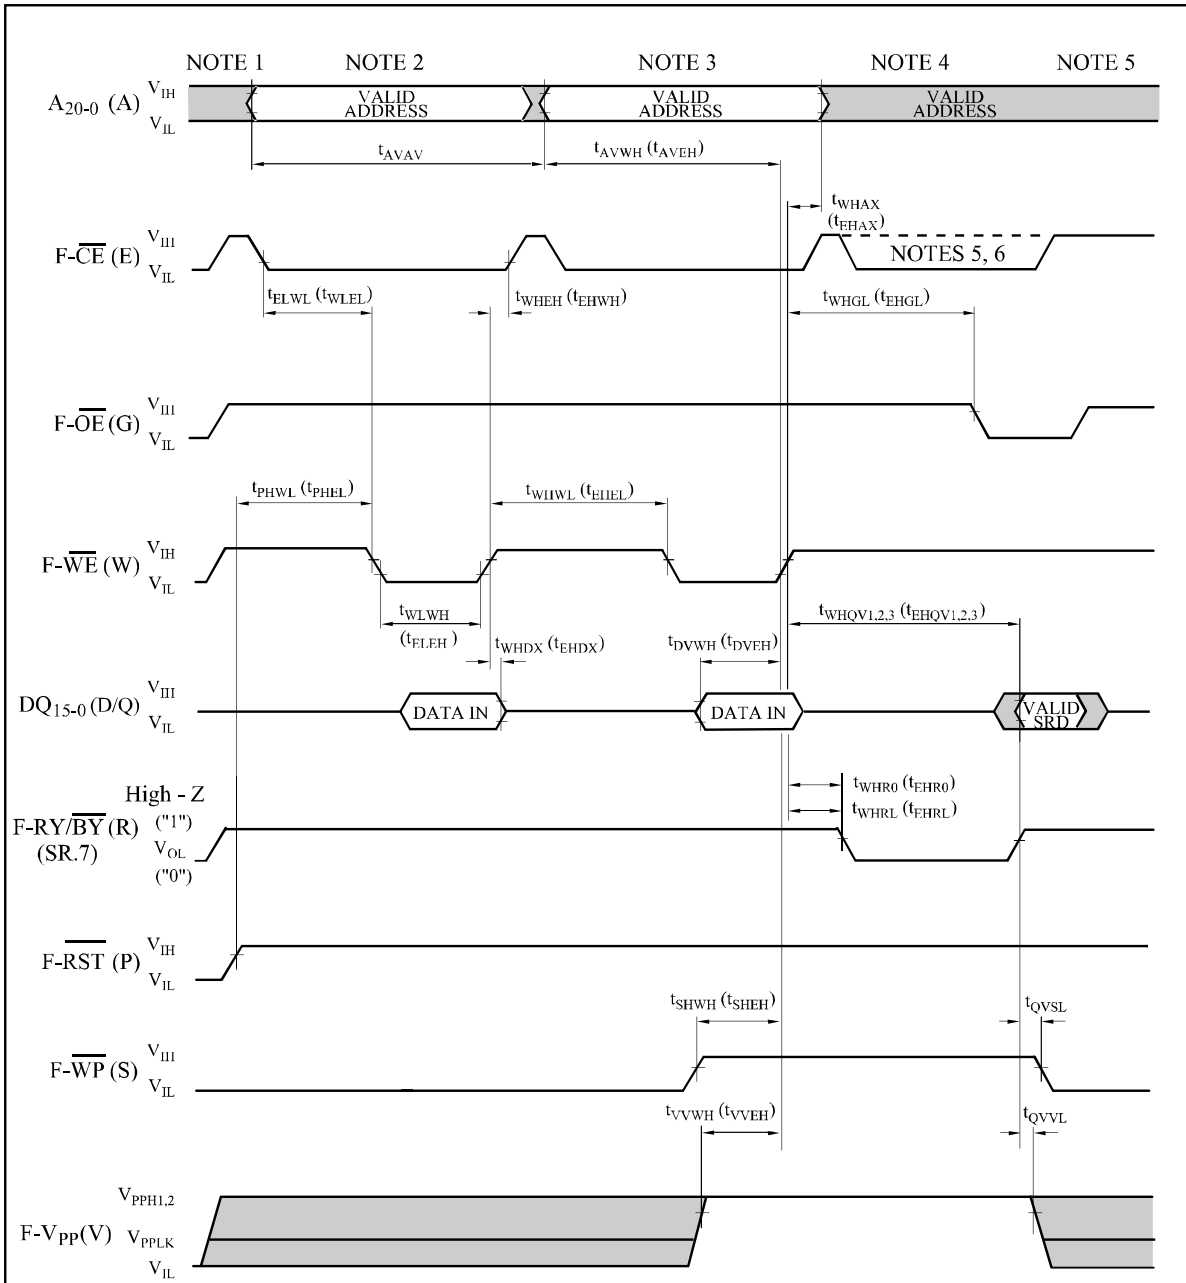 NOTE 1 NOTE 2 NOTE 3 NOTE 4 NOTE 5
A20-0 (A) VIH VALID ADDRESS VALID ADDRESS VALID ADDRESS
VIL
tAVAV tAVWH (tAVEH)
tWHAX
(tEHAX)
F-CE (E) VIH
VIL
NOTES 5, 6
tELWL (tWLEL) tWHEH (tEHWH) tWHGL (tEHGL)
F-OE (G) VIH
VIL
tPHWL (tPHEL) tWHWL (tEHEL)
F-WE (W) VIH
VIL
tWLWH
(tELEH)
tWHQV1,2,3 (tEHQV1,2,3)
tWHDX (tEHDX) tDVWH (tDVEH)
DQ15-0 (D/Q) VIH
VIL
DATA IN DATA IN VALID SRD
tWHR0 (tEHR0)
tWHRL (tEHRL)
High - Z
("1")
F-RY/BY (R)
(SR.7)
VOL
("0")
F-RST (P) VIH
VIL
tSHWH (tSHEH) tQVSL
F-WP (S) VIH
VIL
tVVWH (tVVEH) tQVVL
VPPH1,2
F-VPP(V) VPPLK
VIL